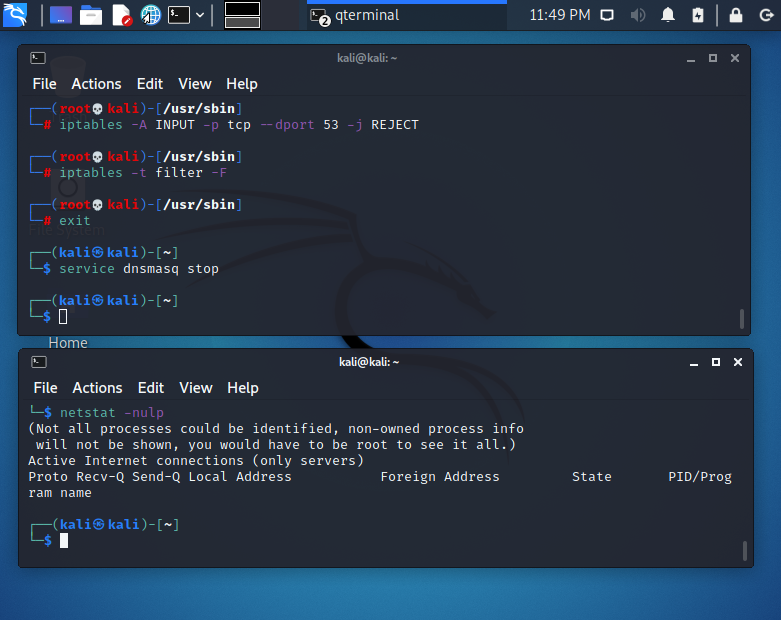 qterminal
11:49 PM
2
kali@kali: ~
File Actions Edit View Help
(root💀kali)-[/usr/sbin]
# iptables -A INPUT -p tcp --dport 53 -j REJECT
(root💀kali)-[/usr/sbin]
# iptables -t filter -F
(root💀kali)-[/usr/sbin]
# exit
File System
(kali㉿kali)-[~]
$ service dnsmasq stop
(kali㉿kali)-[~]
$
Home
kali@kali: ~
File Actions Edit View Help
$ netstat -nulp
(Not all processes could be identified, non-owned process info
will not be shown, you would have to be root to see it all.)
Active Internet connections (only servers)
Proto Recv-Q Send-Q Local Address Foreign Address State PID/Prog
ram name
(kali㉿kali)-[~]
$